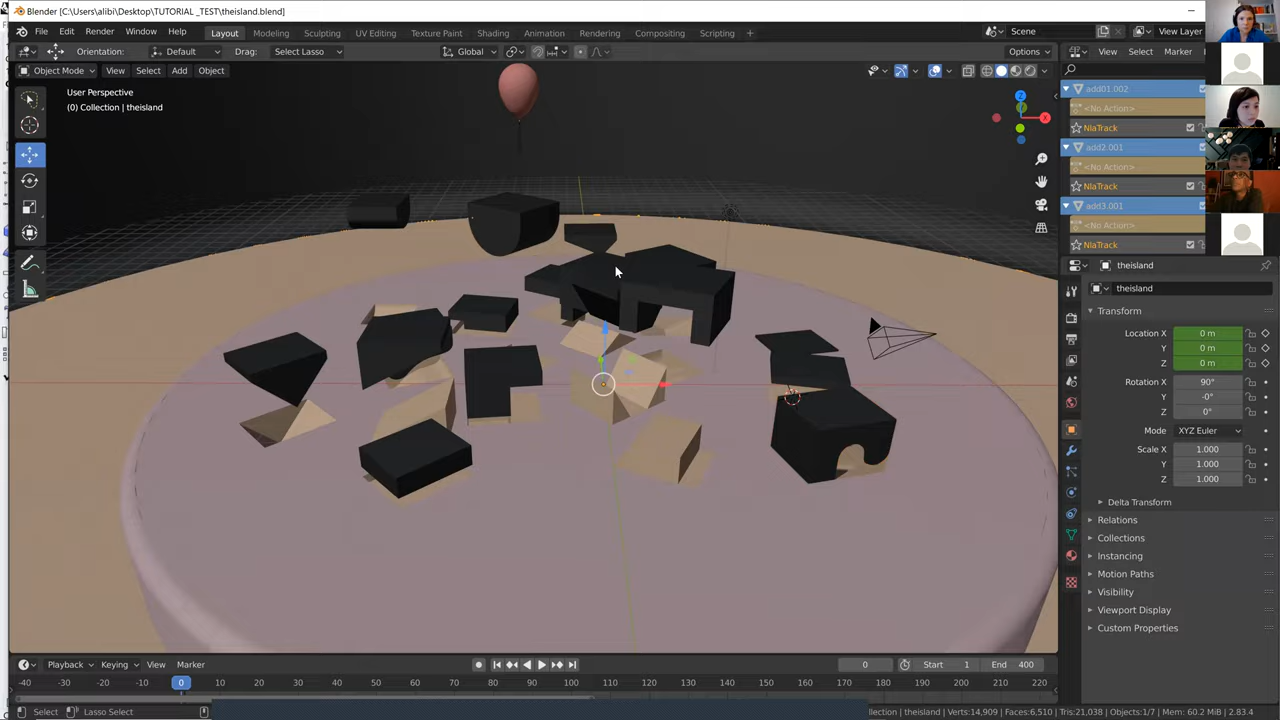 Blender [C:\Users\alibi\Desktop\TUTORIAL _TEST\theisland.blend]
File Edit Render Window Help Layout Modeling Sculpting UV Editing Texture Paint Shading Animation Rendering Compositing Scripting + Scene View Layer
Orientation: Default Drag: Select Lasso Global Options View Select Marker
Object Mode View Select Add Object
User Perspective
(0) Collection | theisland
Z
X
add01.002
<No Action>
NlaTrack
add2.001
<No Action>
NlaTrack
add3.001
<No Action>
NlaTrack
theisland
theisland
Transform
Location X 0 m
Y 0 m
Z 0 m
Rotation X 90°
Y -0°
Z 0°
Mode XYZ Euler
Scale X 1.000
Y 1.000
Z 1.000
Delta Transform
Relations
Collections
Instancing
Motion Paths
Visibility
Viewport Display
Custom Properties
Playback Keying View Marker 0 Start 1 End 400
-40 -30 -20 -10 0 10 20 30 40 50 60 70 80 90 100 110 120 130 140 150 160 170 180 190 200 210 220
Select Lasso Select llection | theisland | Verts:14,909 | Faces:6,510 | Tris:21,038 | Objects:1/7 | Mem: 60.2 MiB | 2.83.4